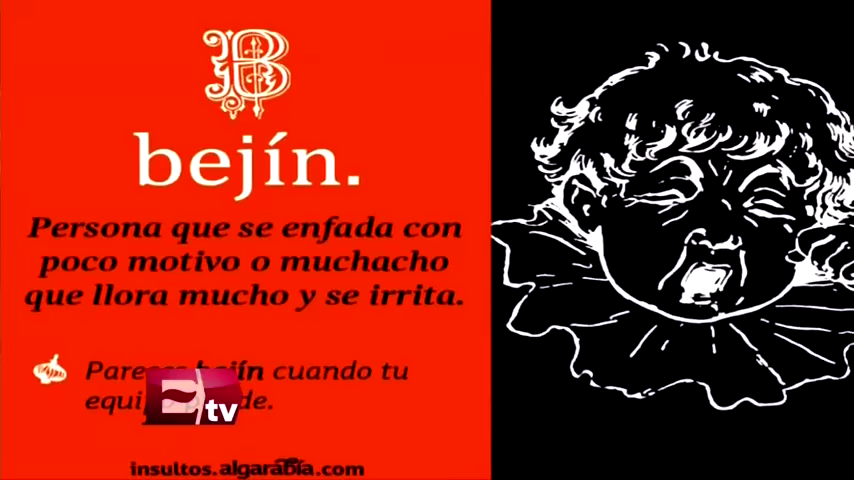 B
bejín.
Persona que se enfada con
poco motivo o muchacho
que llora mucho y se irrita.
bejín cuando tu
tv
insultos.algarabía.com